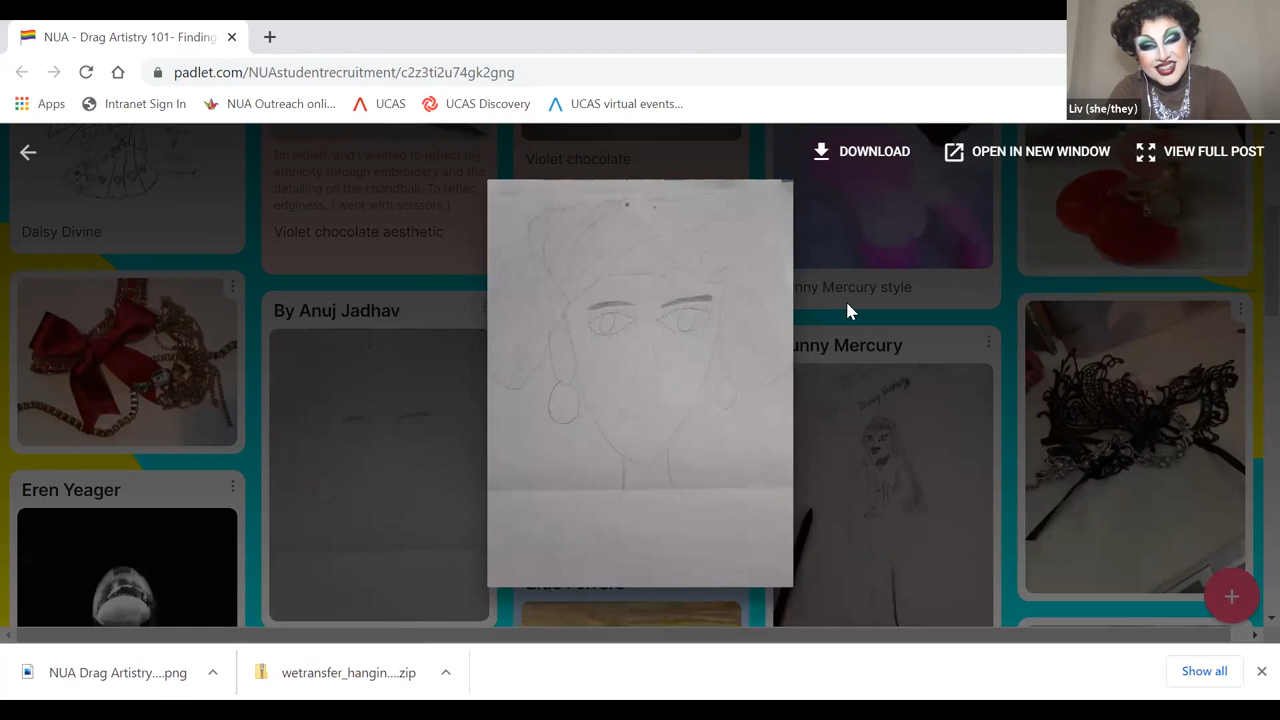 NUA - Drag Artistry 101- Finding
padlet.com/NUAstudentrecruitment/c2z3ti2u74gk2gng
Apps
Intranet Sign In
NUA Outreach onli...
UCAS
UCAS Discovery
UCAS virtual events...
Liv (she/they)
DOWNLOAD
OPEN IN NEW WINDOW
VIEW FULL POST
Daisy Divine
I'm indian, and i wanted to reflect my
ethnicity through embroidery and the
detailing on the chandbali. To reflect
edginess, i went with scissors:)
Violet chocolate aesthetic
Violet chocolate
nny Mercury style
By Anuj Jadhav
unny Mercury
Eren Yeager
NUA Drag Artistry....png
wetransfer_hangin....zip
Show all